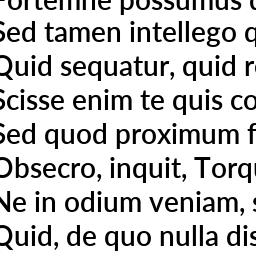 Fortemne possumus
Sed tamen intellego q
Quid sequatur, quid r
Scisse enim te quis co
Sed quod proximum f
Obsecro, inquit, Torqu
Ne in odium veniam, s
Quid, de quo nulla dis